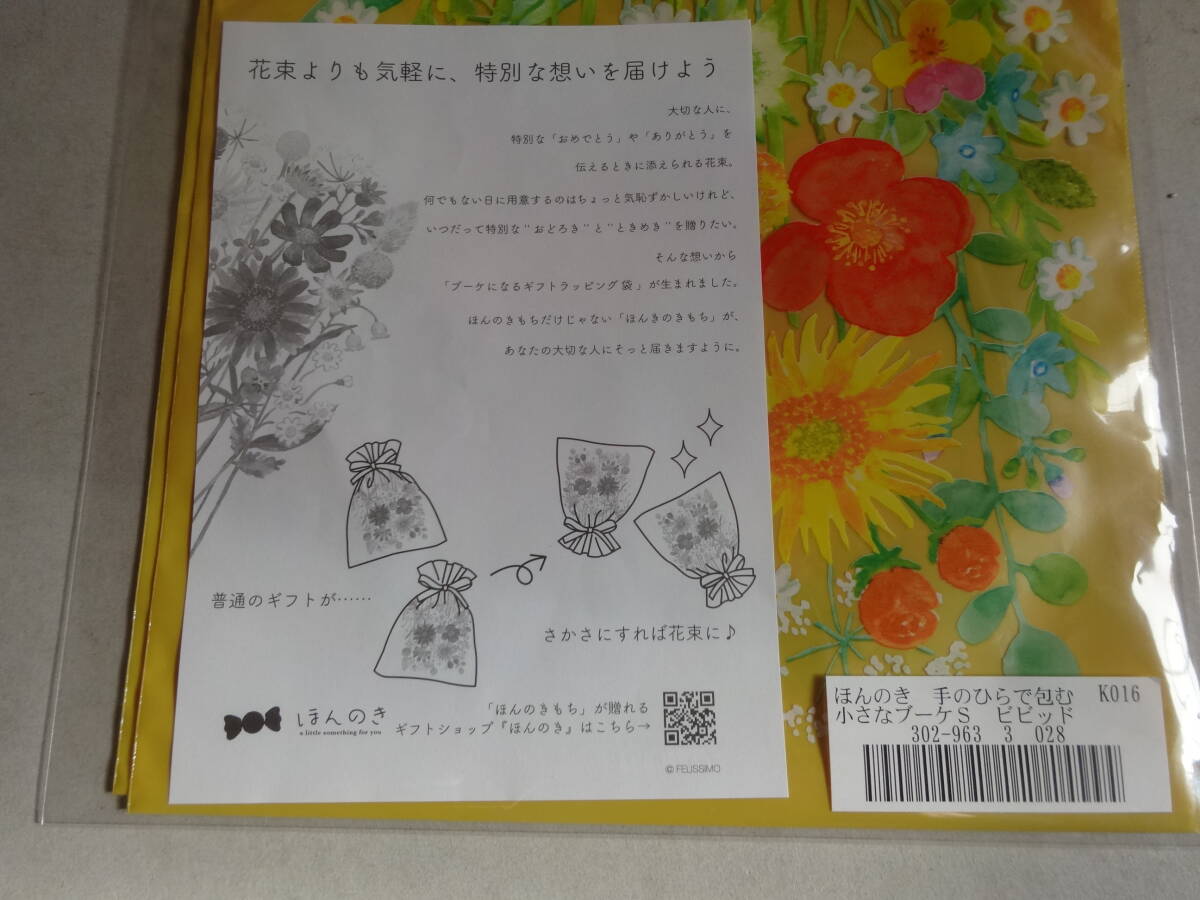 花束よりも気軽に、特別な想いを届けよう
大切な人に、
特別な「おめでとう」や「ありがとう」を
伝えるときに添えられる花束。
何でもない日に用意するのはちょっと気恥ずかしいけれど、
いつだって特別な“おどろき”と“ときめき”を贈りたい。
そんな想いから
「ブーケになるギフトラッピング袋」が生まれました。
ほんのきもちだけじゃない「ほんきのきもち」が、
あなたの大切な人にそっと届きますように。
普通のギフトが……
さかさにすれば花束に♪
ほんのき
a little something for you
「ほんのきもち」が贈れる
ギフトショップ『ほんのき』はこちら→
© FELISSIMO
ほんのき 手のひらで包む K016
小さなブーケS ビビッド
302-963 3 028